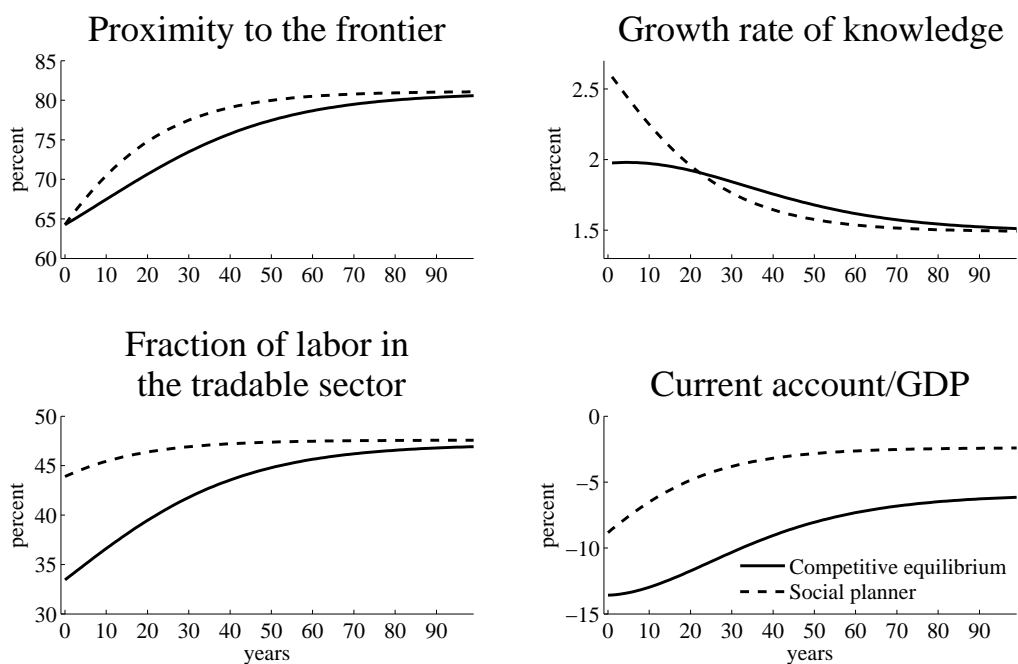 Proximity to the frontier
85
80
75
70
65
60
percent
0 10 20 30 40 50 60 70 80 90
Growth rate of knowledge
2.5
2
1.5
percent
0 10 20 30 40 50 60 70 80 90
Fraction of labor in
the tradable sector
50
45
40
35
30
percent
0 10 20 30 40 50 60 70 80 90
years
Current account/GDP
0
−5
−10
−15
percent
Competitive equilibrium
Social planner
0 10 20 30 40 50 60 70 80 90
years